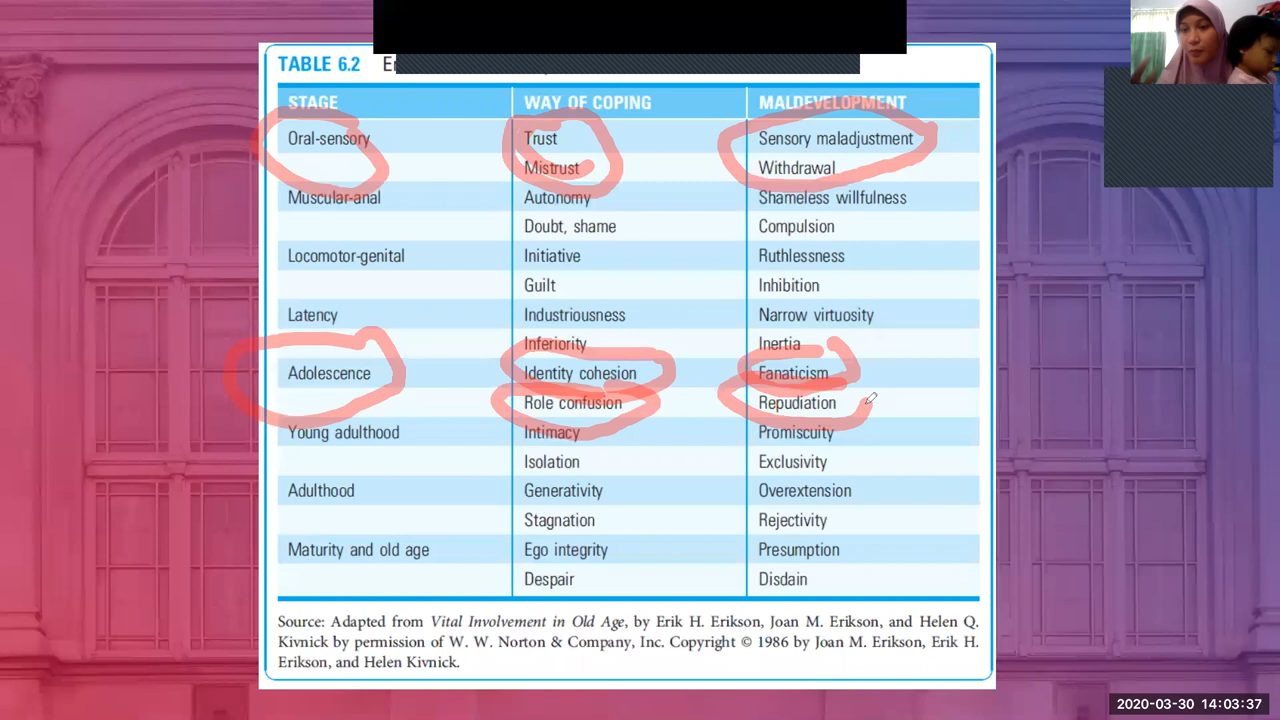 TABLE 6.2
STAGE WAY OF COPING MALDEVELOPMENT
Oral-sensory Trust Sensory maladjustment
Mistrust Withdrawal
Muscular-anal Autonomy Shameless willfulness
Doubt, shame Compulsion
Locomotor-genital Initiative Ruthlessness
Guilt Inhibition
Latency Industriousness Narrow virtuosity
Inferiority Inertia
Adolescence Identity cohesion Fanaticism
Role confusion Repudiation
Young adulthood Intimacy Promiscuity
Isolation Exclusivity
Adulthood Generativity Overextension
Stagnation Rejectivity
Maturity and old age Ego integrity Presumption
Despair Disdain
Source: Adapted from Vital Involvement in Old Age, by Erik H. Erikson, Joan M. Erikson, and Helen Q.
Kivnick by permission of W. W. Norton & Company, Inc. Copyright © 1986 by Joan M. Erikson, Erik H.
Erikson, and Helen Kivnick.
2020-03-30 14:03:37